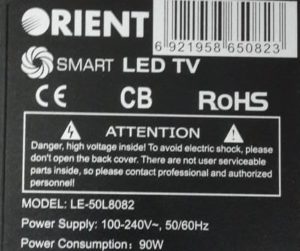 ORIENT
6 921958 650823
SMART LED TV
CE CB RoHS
ATTENTION
Danger, high voltage inside! To avoid electric shock, please
don't open the back cover. There are not user serviceable
parts inside, so please contact professional and authorized
personnel!
MODEL: LE-50L8082
Power Supply: 100-240V~, 50/60Hz
Power Consumption: 90W